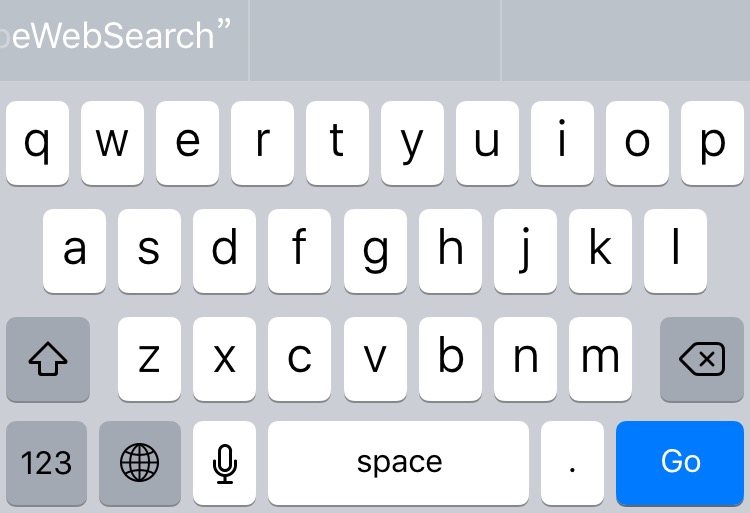 eWebSearch”
q w e r t y u i o p
a s d f g h j k l
z x c v b n m
123 space . Go